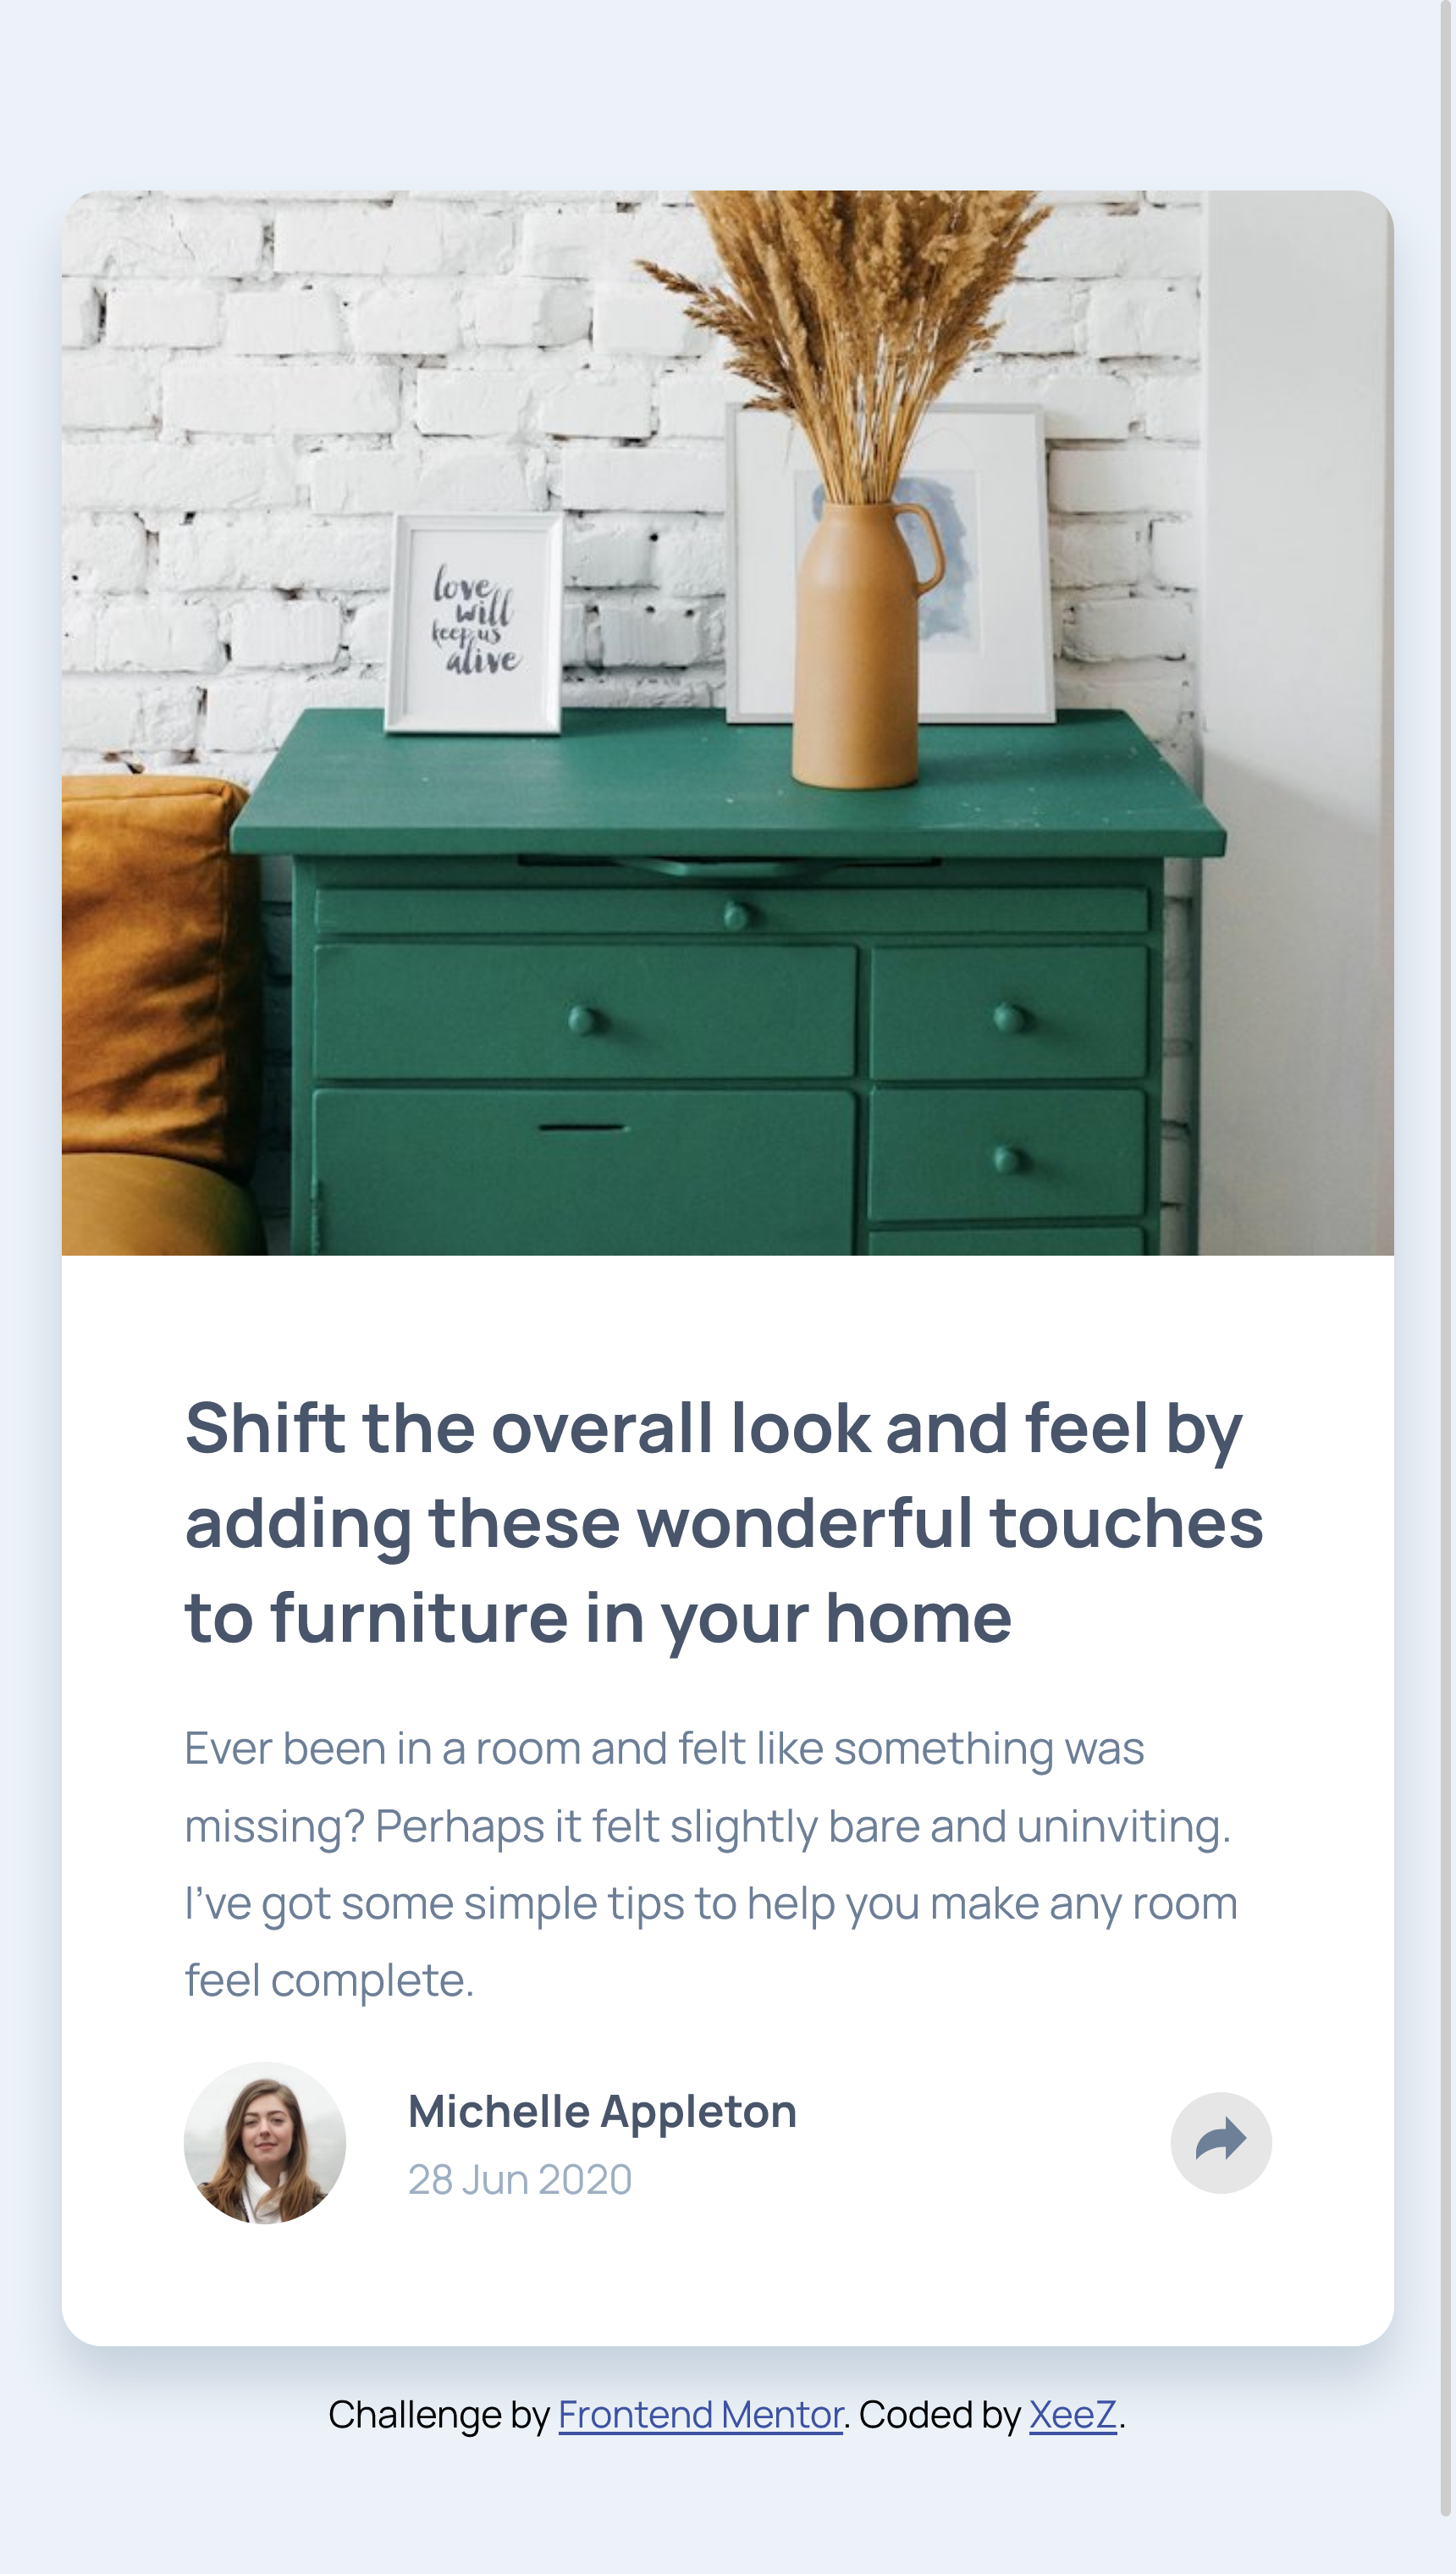 love
will
keep us
alive
Shift the overall look and feel by
adding these wonderful touches
to furniture in your home
Ever been in a room and felt like something was
missing? Perhaps it felt slightly bare and uninviting.
I’ve got some simple tips to help you make any room
feel complete.
Michelle Appleton
28 Jun 2020
Challenge by Frontend Mentor. Coded by XeeZ.